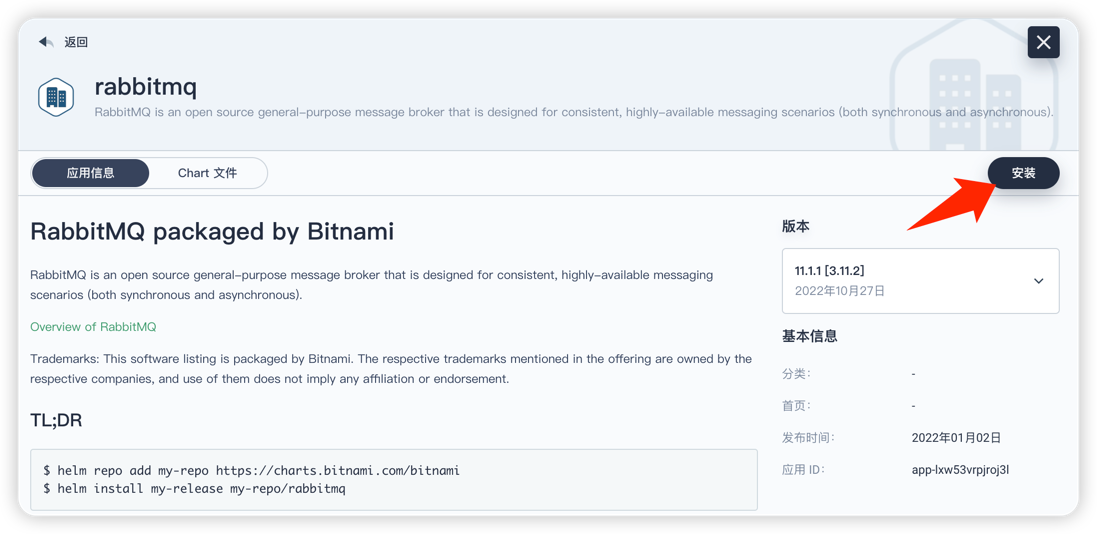 返回
rabbitmq
RabbitMQ is an open source general-purpose message broker that is designed for consistent, highly-available messaging scenarios (both synchronous and asynchronous).
应用信息
Chart 文件
安装
RabbitMQ packaged by Bitnami
RabbitMQ is an open source general-purpose message broker that is designed for consistent, highly-available messaging
scenarios (both synchronous and asynchronous).
Overview of RabbitMQ
Trademarks: This software listing is packaged by Bitnami. The respective trademarks mentioned in the offering are owned by the
respective companies, and use of them does not imply any affiliation or endorsement.
TL;DR
$ helm repo add my-repo https://charts.bitnami.com/bitnami
$ helm install my-release my-repo/rabbitmq
版本
11.1.1 [3.11.2]
2022年10月27日
基本信息
分类: -
首页: -
发布时间: 2022年01月02日
应用 ID: app-lxw53vrpjroj3l